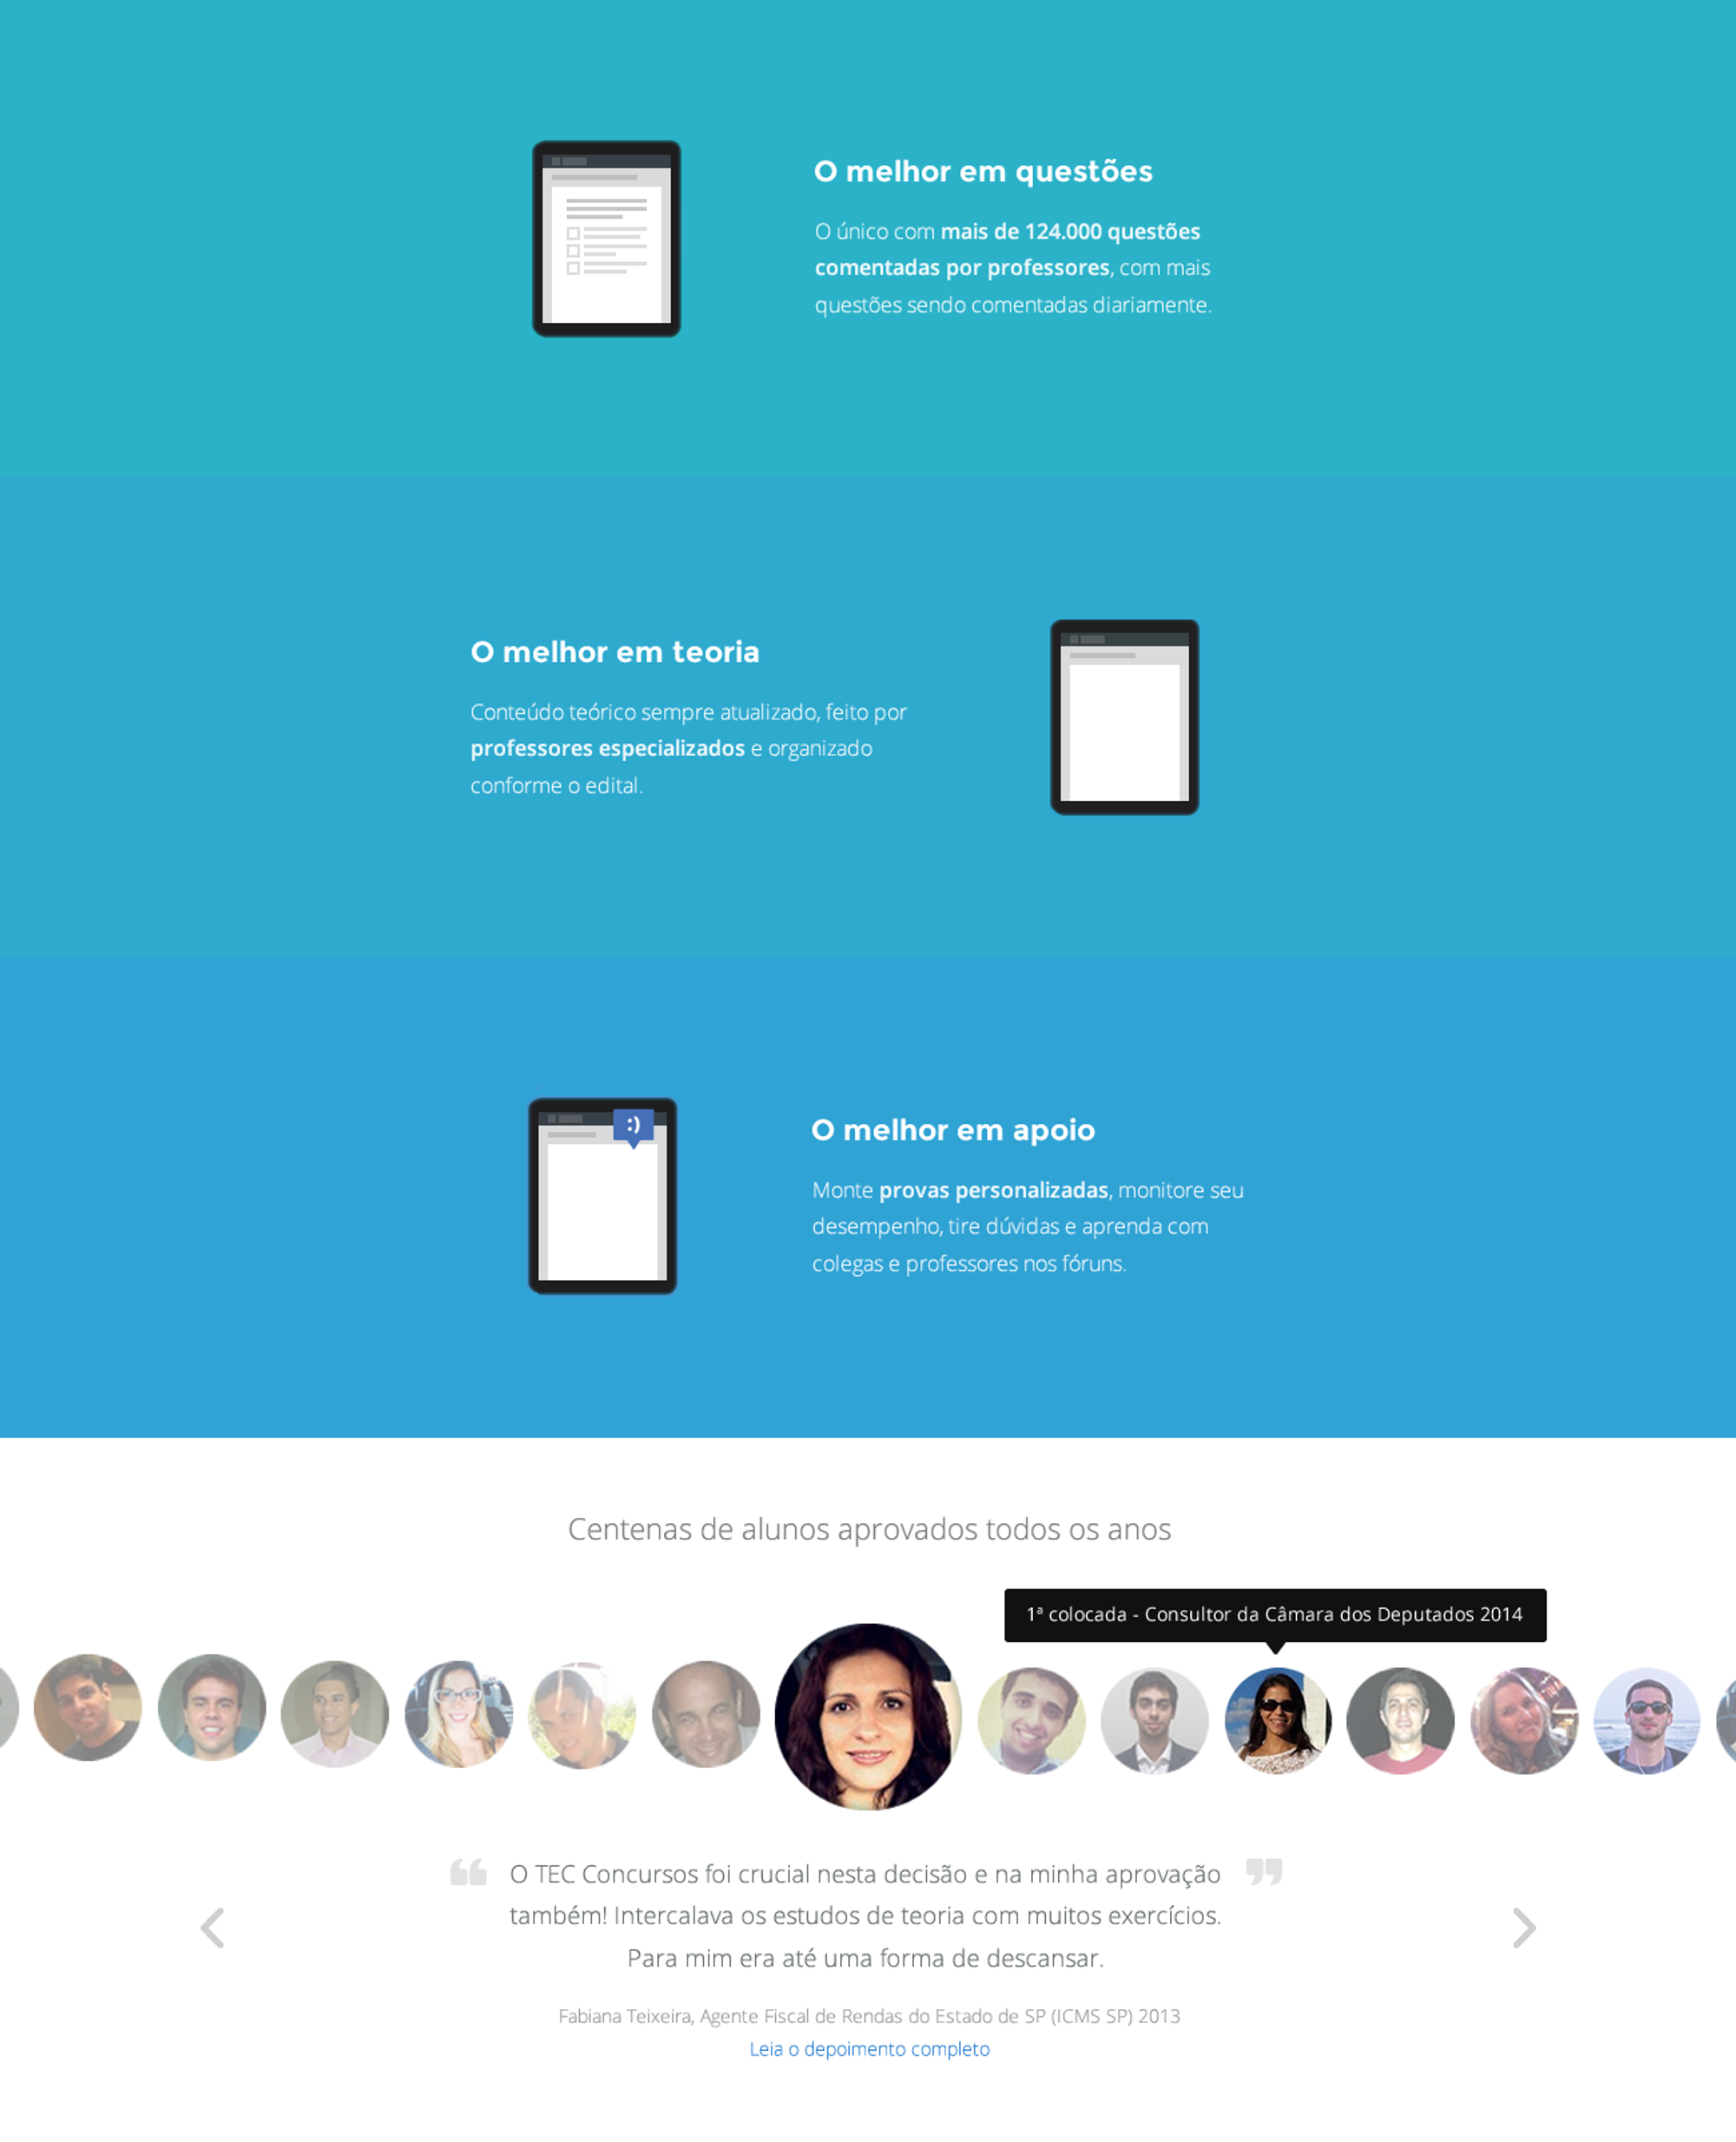 O melhor em questões
O único com mais de 124.000 questões
comentadas por professores, com mais
questões sendo comentadas diariamente.
O melhor em teoria
Conteúdo teórico sempre atualizado, feito por
professores especializados e organizado
conforme o edital.
:)
O melhor em apoio
Monte provas personalizadas, monitore seu
desempenho, tire dúvidas e aprenda com
colegas e professores nos fóruns.
Centenas de alunos aprovados todos os anos
1ª colocada - Consultor da Câmara dos Deputados 2014
“ O TEC Concursos foi crucial nesta decisão e na minha aprovação ”
também! Intercalava os estudos de teoria com muitos exercícios.
Para mim era até uma forma de descansar.
Fabiana Teixeira, Agente Fiscal de Rendas do Estado de SP (ICMS SP) 2013
Leia o depoimento completo